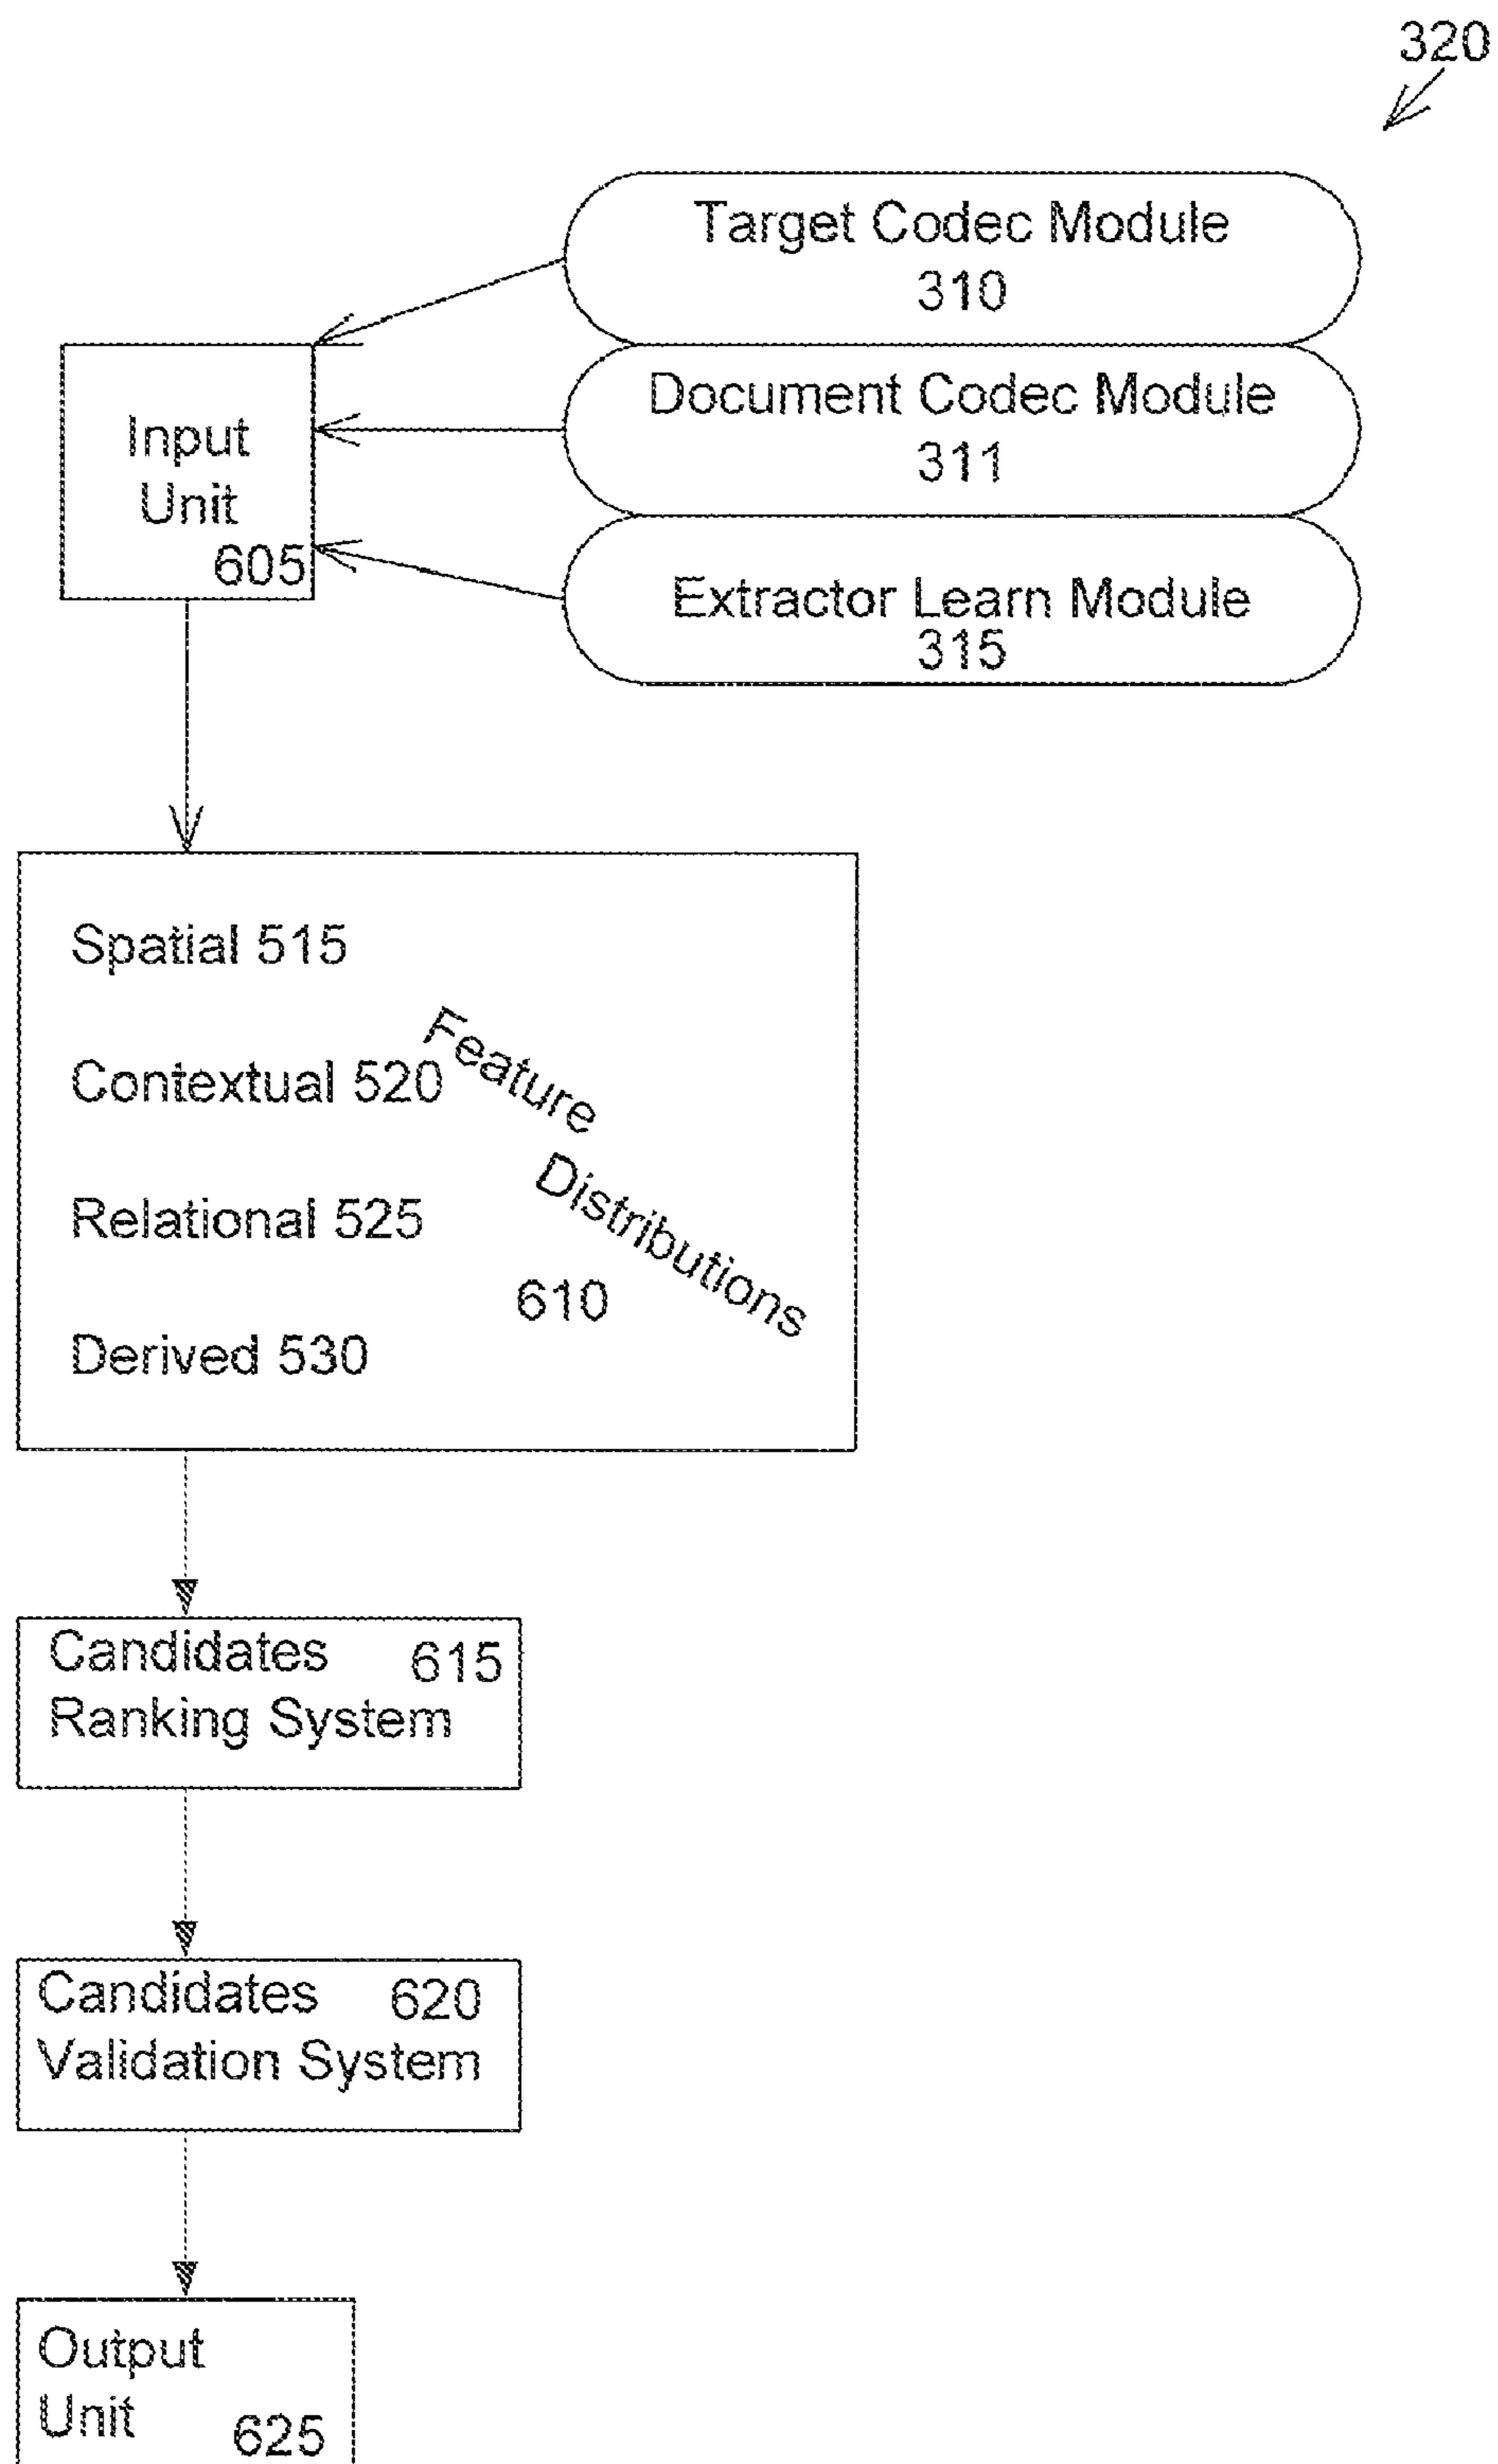 320
Target Codec Module
310
Document Codec Module
311
Extractor Learn Module
315
Input
Unit
605
Spatial 515
Contextual 520
Relational 525
Derived 530
Feature
Distributions
610
Candidates 615
Ranking System
Candidates 620
Validation System
Output
Unit
625